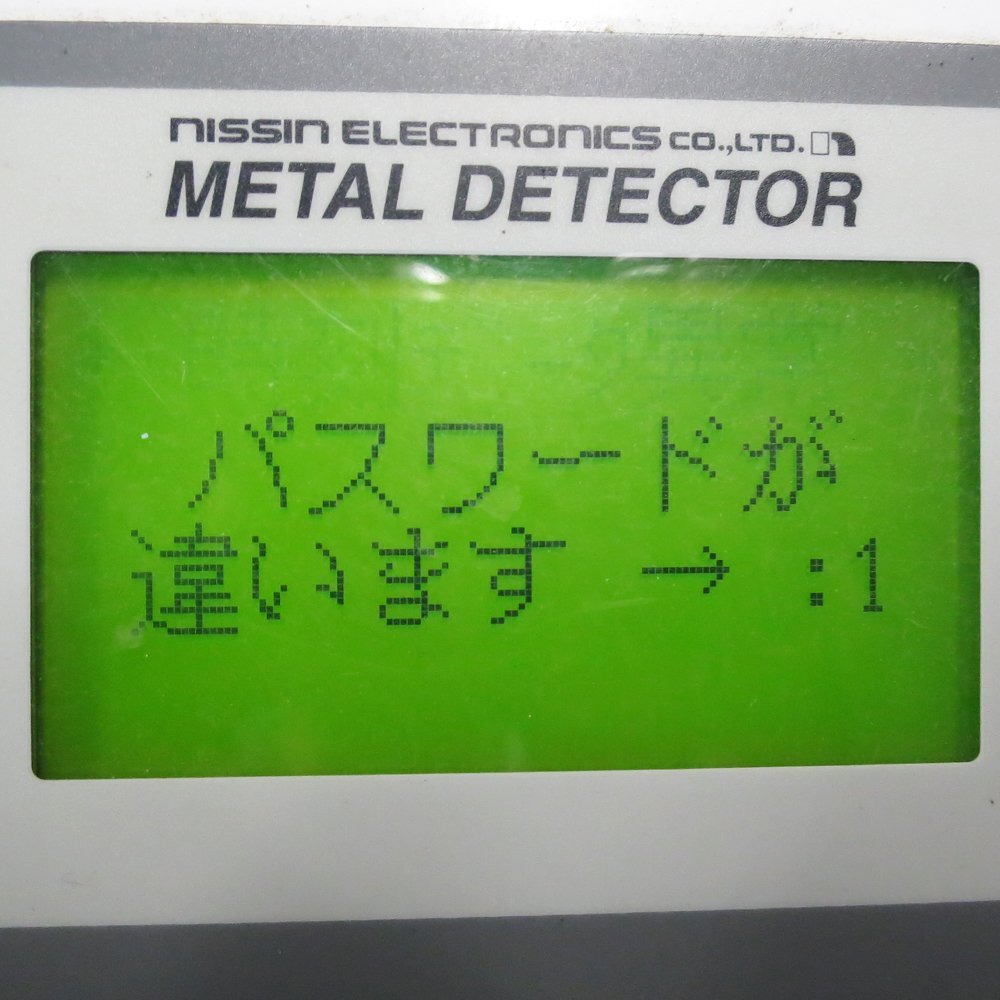 NISSIN ELECTRONICS CO.,LTD.
METAL DETECTOR
パスワードが
違います → :1